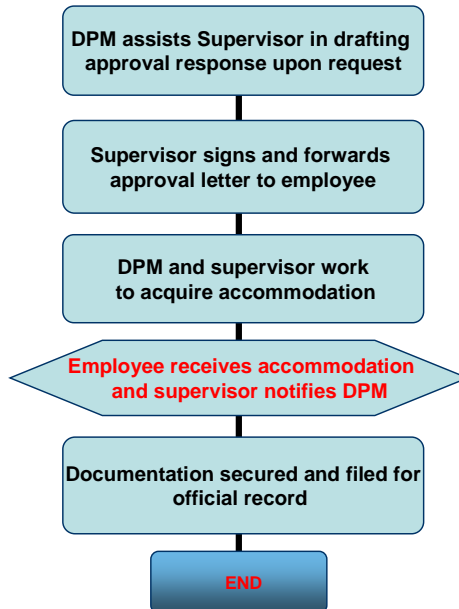 DPM assists Supervisor in drafting
approval response upon request
Supervisor signs and forwards
approval letter to employee
DPM and supervisor work
to acquire accommodation
Employee receives accommodation
and supervisor notifies DPM
Documentation secured and filed for
official record
END